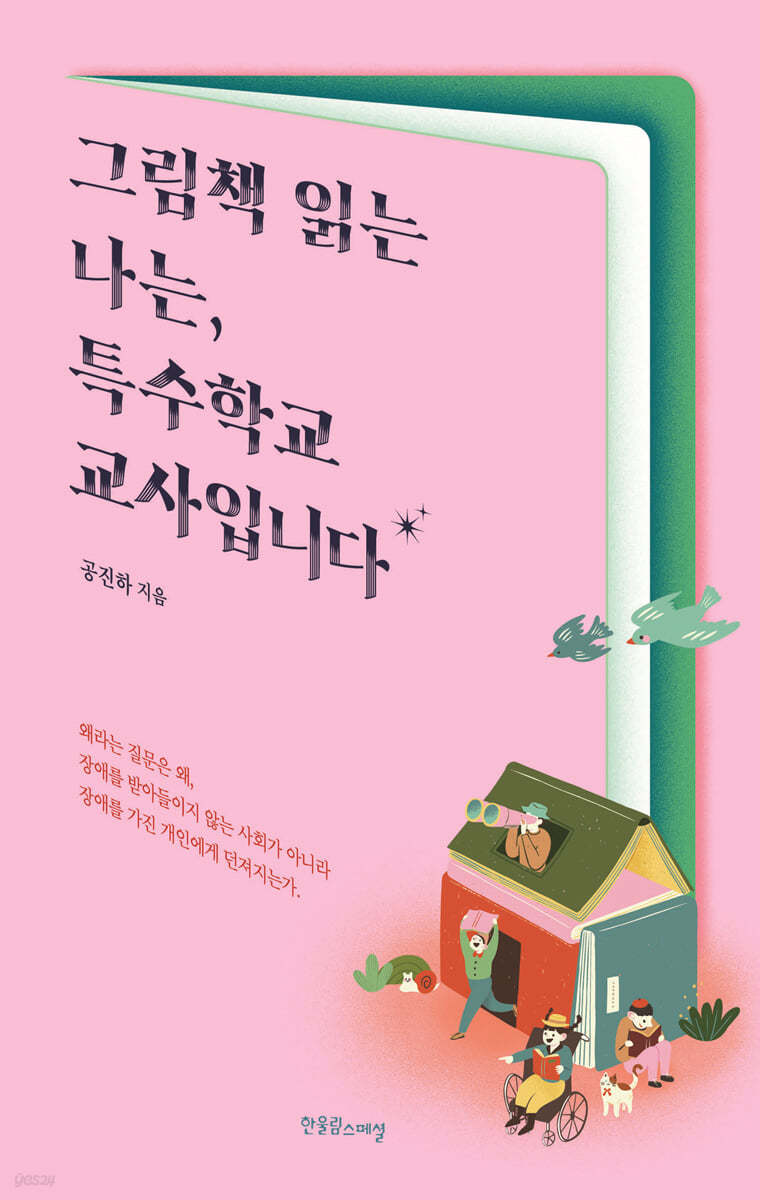 그림책 읽는
나는,
특수학교
교사입니다
공진하 지음
왜라는 질문은 왜,
장애를 받아들이지 않는 사회가 아니라
장애를 가진 개인에게 던져지는가.
한울림스페셜
yes24